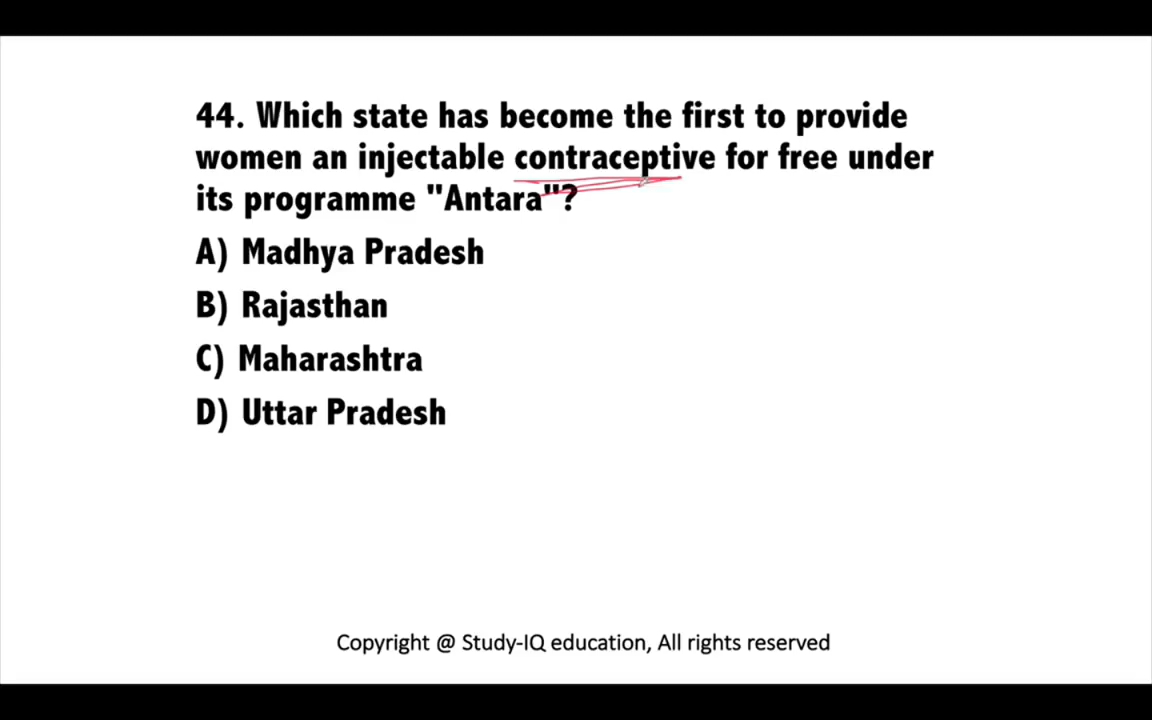 44. Which state has become the first to provide
women an injectable contraceptive for free under
its programme "Antara"?
A) Madhya Pradesh
B) Rajasthan
C) Maharashtra
D) Uttar Pradesh
Copyright @ Study-IQ education, All rights reserved